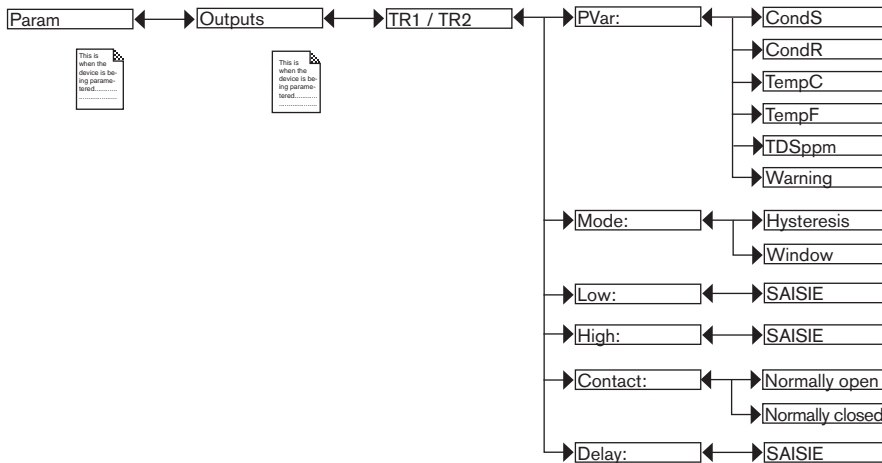 Param
Outputs
TR1 / TR2
PVar:
CondS
CondR
TempC
TempF
TDSppm
Warning
This is
when the
device is be-
ing parame-
tered............
....................
This is
when the
device is be-
ing parame-
tered............
....................
Mode:
Hysteresis
Window
Low:
SAISIE
High:
SAISIE
Contact:
Normally open
Normally closed
Delay:
SAISIE